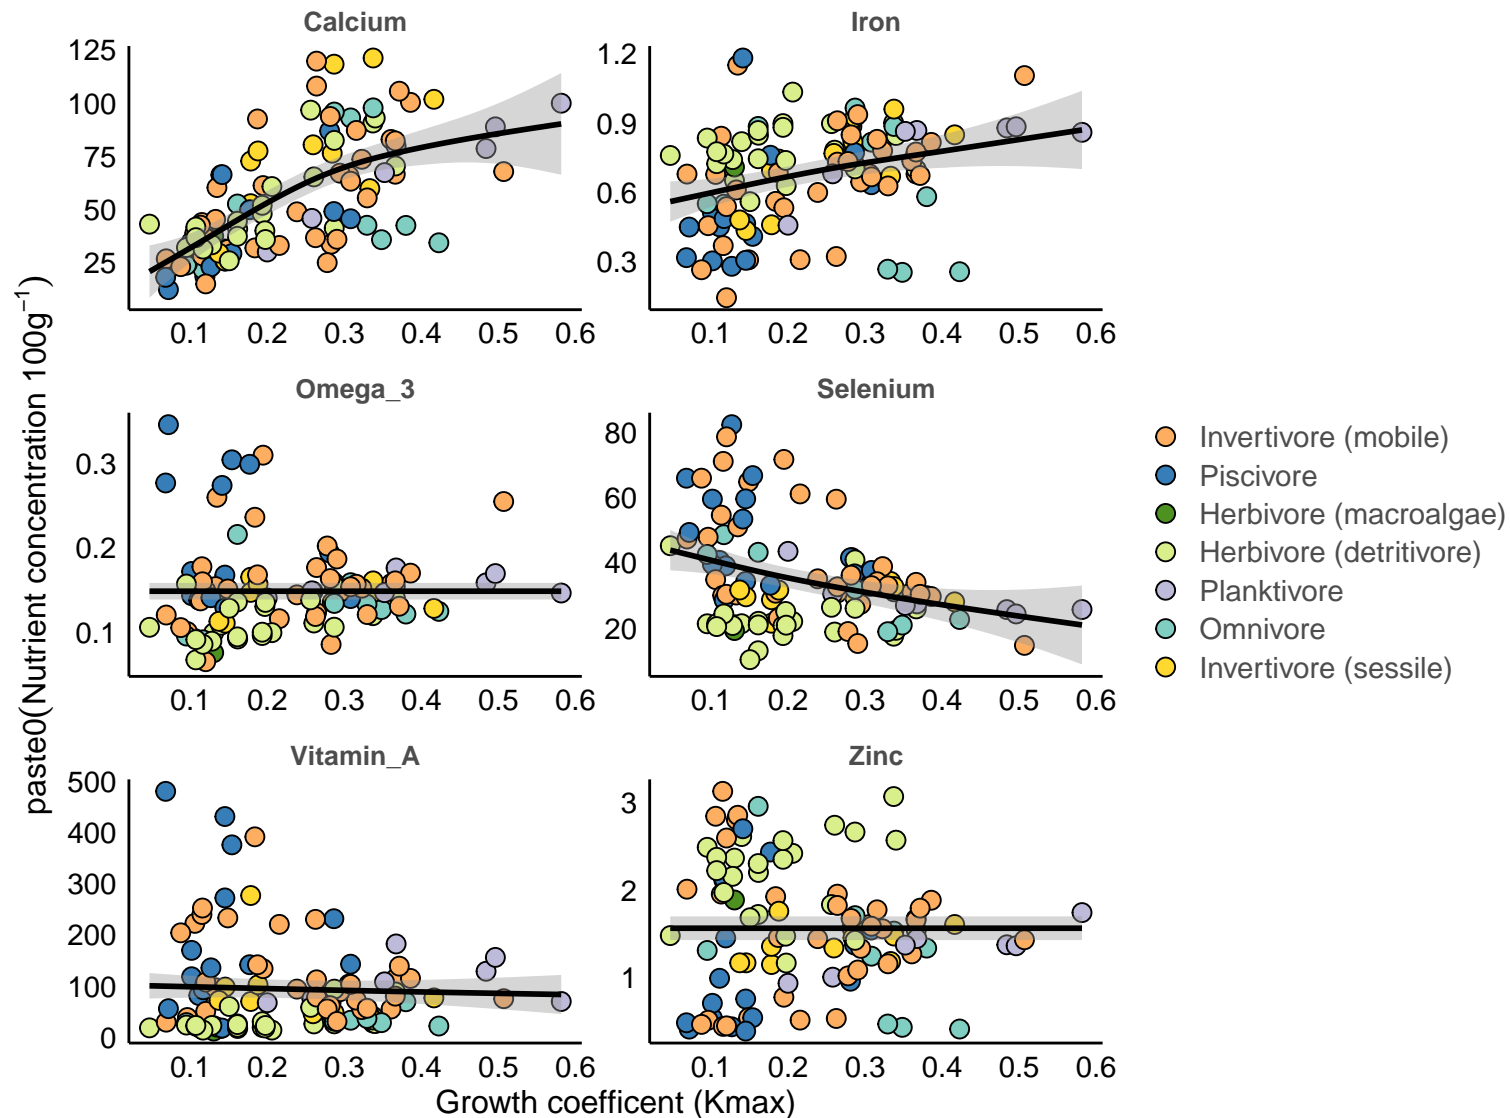 Calcium
Iron
125
100
75
50
25
1.2
0.9
0.6
0.3
0.1 0.2 0.3 0.4 0.5 0.6
0.1 0.2 0.3 0.4 0.5 0.6
Omega_3
Selenium
0.3
0.2
0.1
80
60
40
20
0.1 0.2 0.3 0.4 0.5 0.6
0.1 0.2 0.3 0.4 0.5 0.6
Vitamin_A
Zinc
500
400
300
200
100
0
3
2
1
0.1 0.2 0.3 0.4 0.5 0.6
0.1 0.2 0.3 0.4 0.5 0.6
paste0(Nutrient concentration 100g⁻¹)
Growth coefficent (Kmax)
Invertivore (mobile)
Piscivore
Herbivore (macroalgae)
Herbivore (detritivore)
Planktivore
Omnivore
Invertivore (sessile)